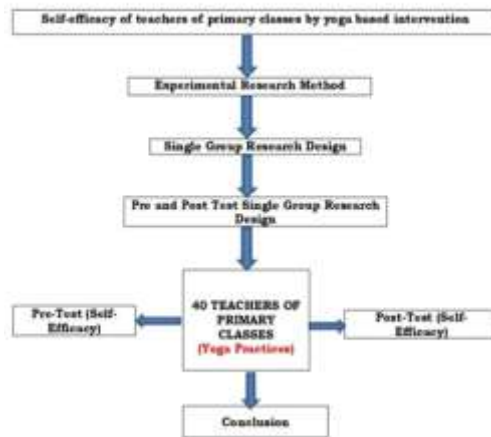 Self-efficacy of teachers of primary classes by yoga based intervention
Experimental Research Method
Single Group Research Design
Pre and Post Test Single Group Research
Design
40 TEACHERS OF
PRIMARY
CLASSES
(Yoga Practices)
Pre-Test (Self-
Efficacy)
Post-Test (Self-
Efficacy)
Conclusion